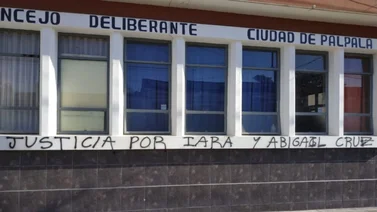 NCEJO DELIBERANTE CIUDAD DE PALPALA
JUSTICIA POR IARA Y ABIGAIL CRUZ